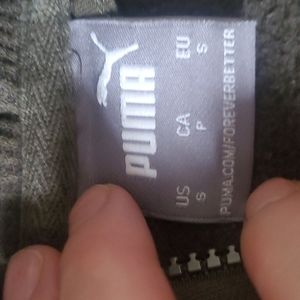 PUMA
US CA EU
S P S
PUMA.COM/FOREVERBETTER